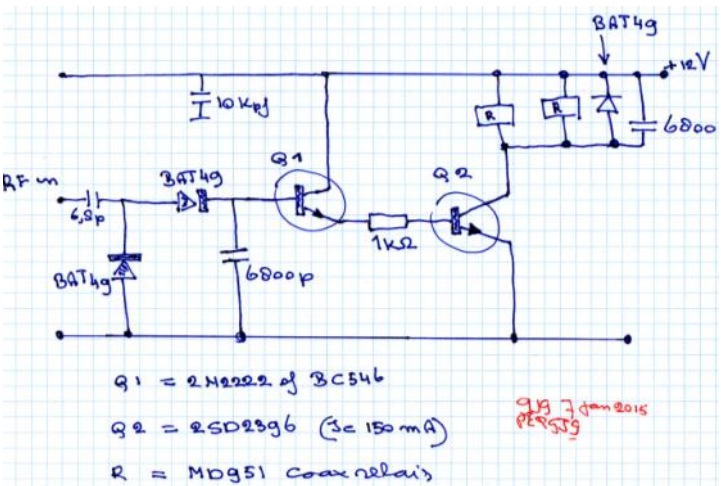 BAT49
+12V
10Kpf
R
R
6800
Q1
Q2
RF in
BAT49
6,8p
1KΩ
BAT49
6800p
Q1 = 2N2222 of BC546
Q2 = 2SD2396 (Jc 150 mA)
R = MD951 Coax relais
7 jan 2015